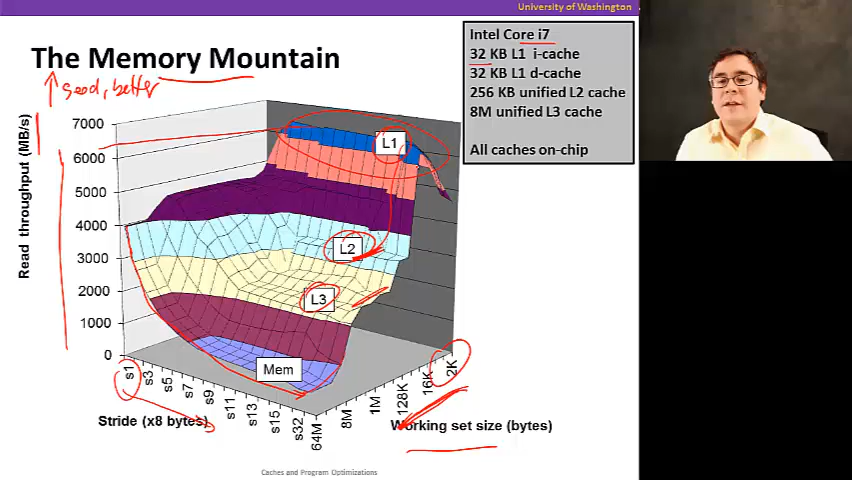 University of Washington
The Memory Mountain
good, better
Intel Core i7
32 KB L1 i-cache
32 KB L1 d-cache
256 KB unified L2 cache
8M unified L3 cache
All caches on-chip
Read throughput (MB/s)
7000
6000
5000
4000
3000
2000
1000
0
L1
L2
L3
Mem
s1
s3
s5
s7
s9
s11
s13
s15
s32
Stride (x8 bytes)
64M
8M
1M
128K
16K
2K
Working set size (bytes)
Caches and Program Optimizations